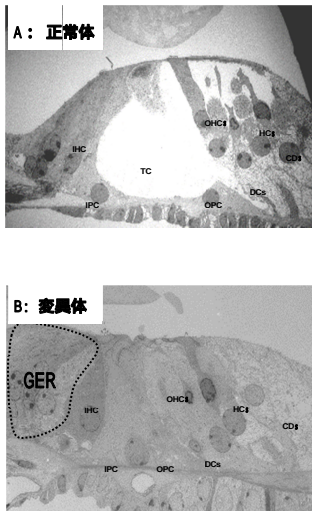 A: 正常体
IHC
OHCs
HCs
CDs
TC
DCs
IPC
OPC
B: 変異体
GER
IHC
OHCs
HCs
CDs
IPC
OPC
DCs